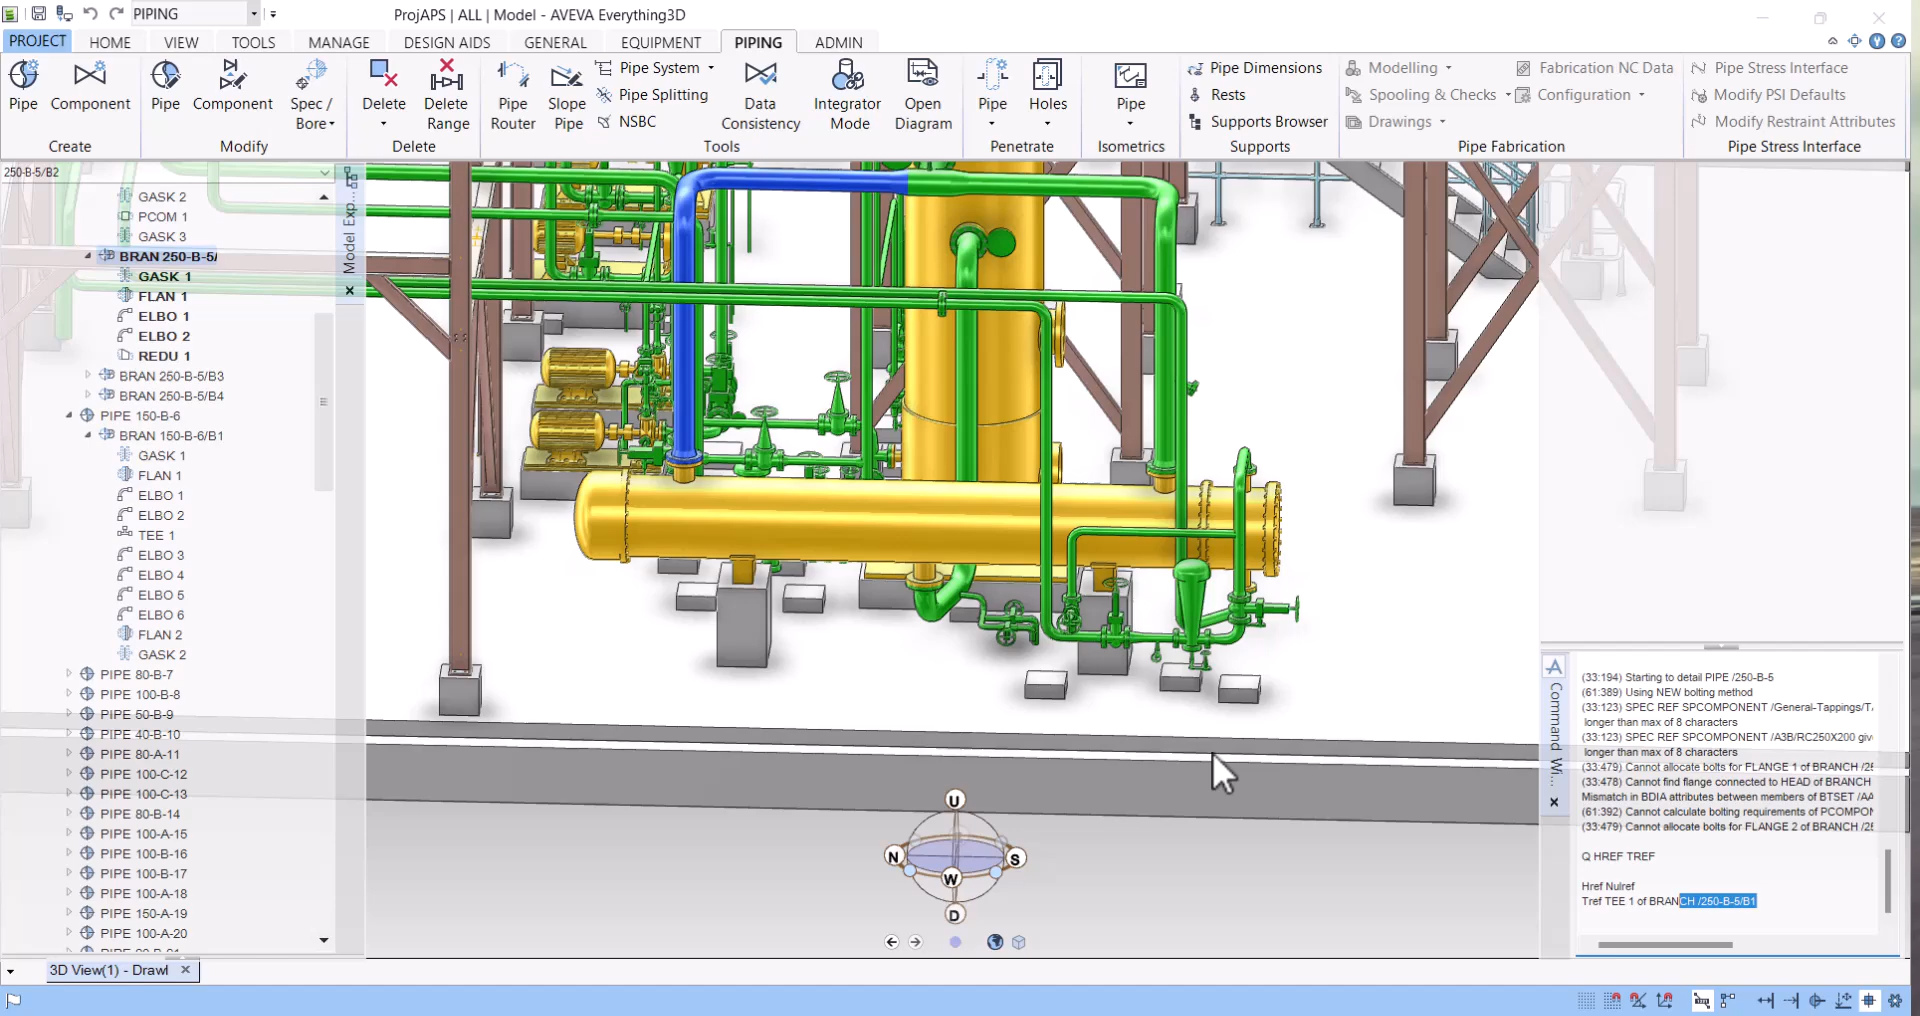 PIPING
ProjAPS | ALL | Model - AVEVA Everything3D
PROJECT HOME VIEW TOOLS MANAGE DESIGN AIDS GENERAL EQUIPMENT PIPING ADMIN
Pipe
Component
Create
Pipe
Component
Spec /
Bore
Modify
Delete
Delete
Range
Delete
Pipe
Router
Slope
Pipe
Pipe System
Pipe Splitting
NSBC
Data
Consistency
Integrator
Mode
Open
Diagram
Tools
Pipe
Holes
Penetrate
Pipe
Isometrics
Pipe Dimensions
Rests
Supports Browser
Supports
Modelling
Spooling & Checks
Drawings
Fabrication NC Data
Configuration
Pipe Fabrication
Pipe Stress Interface
Modify PSI Defaults
Modify Restraint Attributes
Pipe Stress Interface
250-B-5/B2
Model Exp...
GASK 2
PCOM 1
GASK 3
BRAN 250-B-5/
GASK 1
FLAN 1
ELBO 1
ELBO 2
REDU 1
BRAN 250-B-5/B3
BRAN 250-B-5/B4
PIPE 150-B-6
BRAN 150-B-6/B1
GASK 1
FLAN 1
ELBO 1
ELBO 2
TEE 1
ELBO 3
ELBO 4
ELBO 5
ELBO 6
FLAN 2
GASK 2
PIPE 80-B-7
PIPE 100-B-8
PIPE 50-B-9
PIPE 40-B-10
PIPE 80-A-11
PIPE 100-C-12
PIPE 100-C-13
PIPE 80-B-14
PIPE 100-A-15
PIPE 100-B-16
PIPE 100-B-17
PIPE 100-A-18
PIPE 150-A-19
PIPE 100-A-20
U
N
S
W
D
Command Wi...
(33:194) Starting to detail PIPE /250-B-5
(61:389) Using NEW bolting method
(33:123) SPEC REF SPCOMPONENT /General-Tappings/T
longer than max of 8 characters
(33:123) SPEC REF SPCOMPONENT /A3B/RC250X200 giv
longer than max of 8 characters
(33:479) Cannot allocate bolts for FLANGE 1 of BRANCH
(33:478) Cannot find flange connected to HEAD of BRANCH
Mismatch in BDIA attributes between members of BTSET
(61:392) Cannot calculate bolting requirements of PCOMPON
(33:479) Cannot allocate bolts for FLANGE 2 of BRANCH
Q HREF TREF
Href Nulref
Tref TEE 1 of BRANCH /250-B-5/B1
3D View(1) - Drawl